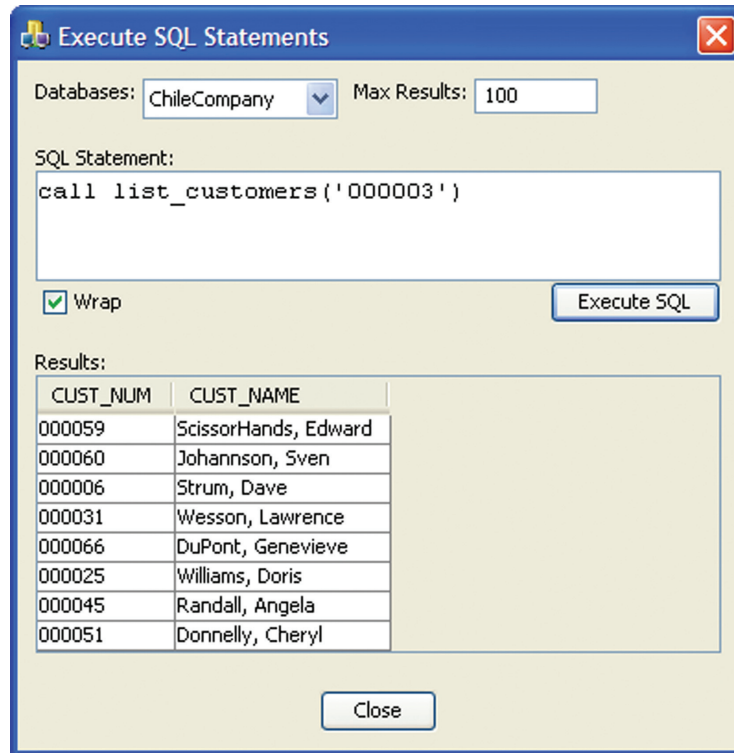 Execute SQL Statements
Databases: ChileCompany Max Results: 100
SQL Statement:
call list_customers('000003')
Wrap Execute SQL
Results:
CUST_NUM CUST_NAME
000059 ScissorHands, Edward
000060 Johannson, Sven
000006 Strum, Dave
000031 Wesson, Lawrence
000066 DuPont, Genevieve
000025 Williams, Doris
000045 Randall, Angela
000051 Donnelly, Cheryl
Close